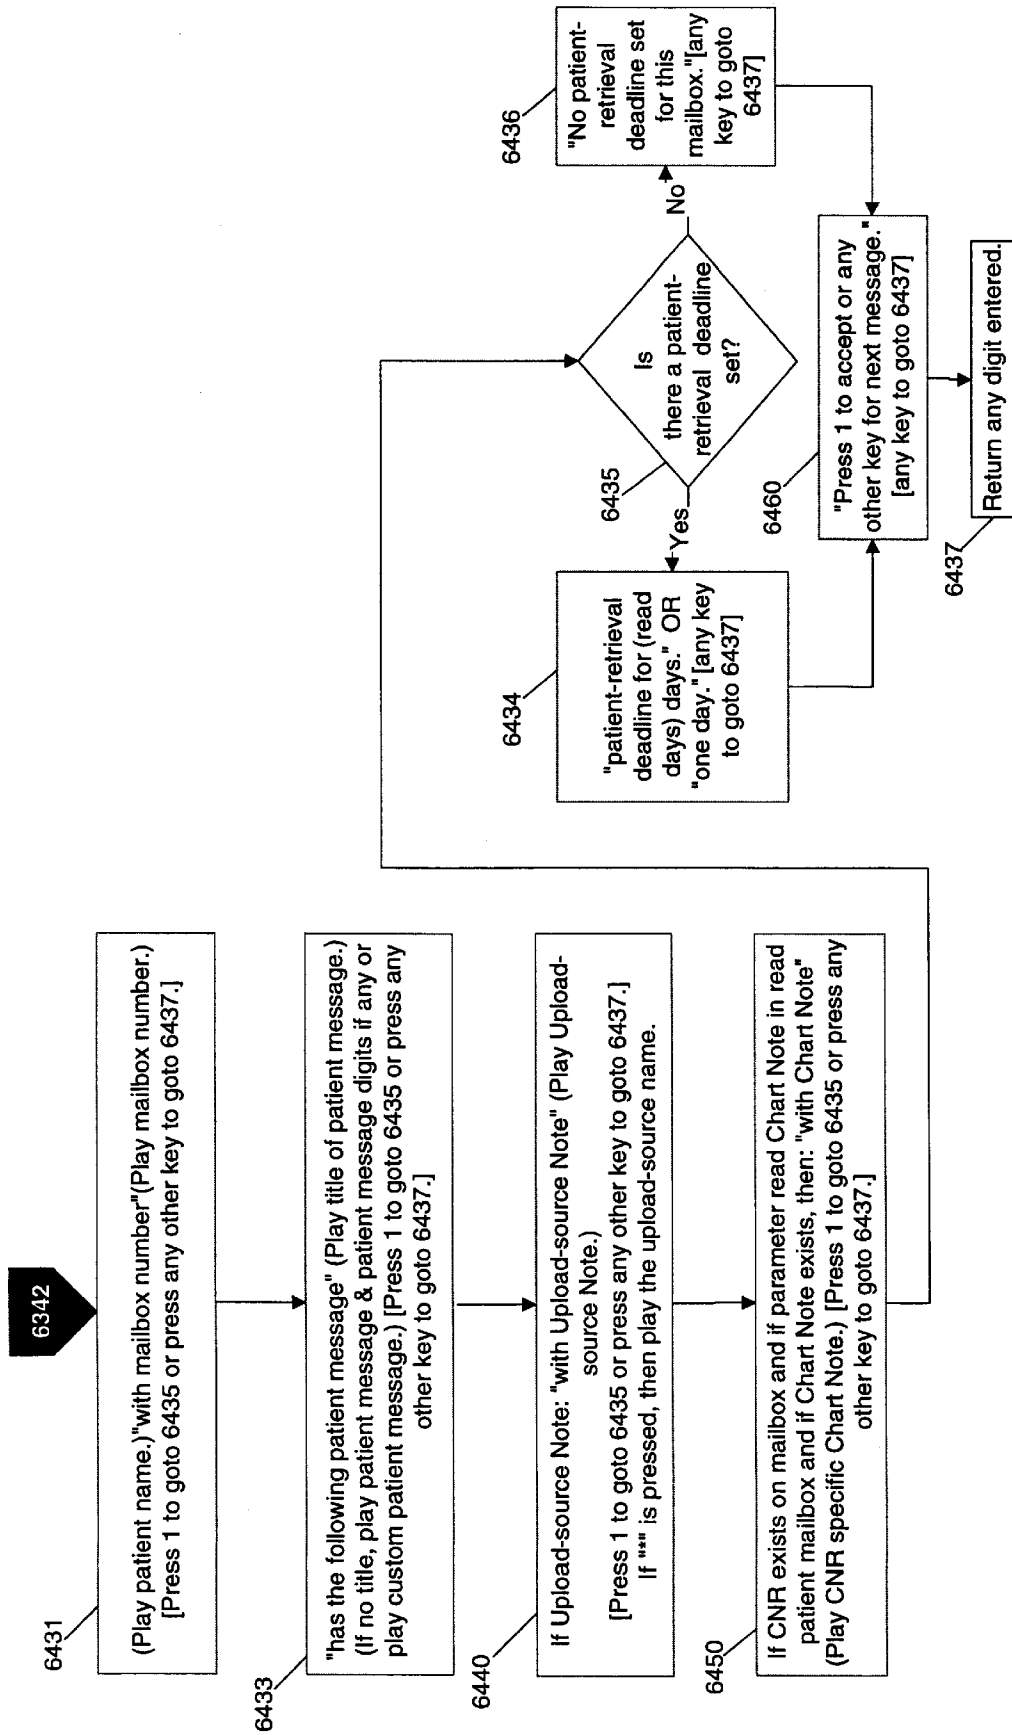 6342
6431
(Play patient name.)"with mailbox number"(Play mailbox number.)
[Press 1 to goto 6435 or press any other key to goto 6437.]
6433
"has the following patient message" (Play title of patient message.)
(If no title, play patient message & patient message digits if any or
play custom patient message.) [Press 1 to goto 6435 or press any
other key to goto 6437.]
6440
If Upload-source Note: "with Upload-source Note" (Play Upload-
source Note.)
[Press 1 to goto 6435 or press any other key to goto 6437.]
If "*" is pressed, then play the upload-source name.
6450
If CNR exists on mailbox and if parameter read Chart Note in read
patient mailbox and if Chart Note exists, then: "with Chart Note"
(Play CNR specific Chart Note.) [Press 1 to goto 6435 or press any
other key to goto 6437.]
6435
Is
there a patient-
retrieval deadline
set?
Yes
No
6434
"patient-retrieval
deadline for (read
days) days." OR
"one day." [any key
to goto 6437]
6436
"No patient-
retrieval
deadline set
for this
mailbox."[any
key to goto
6437]
6460
"Press 1 to accept or any
other key for next message."
[any key to goto 6437]
6437
Return any digit entered.